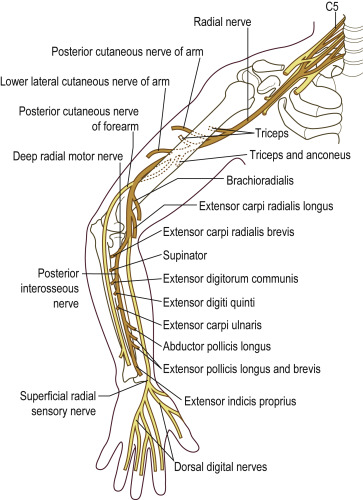 C5
Radial nerve
Posterior cutaneous nerve of arm
Lower lateral cutaneous nerve of arm
Posterior cutaneous nerve
of forearm
Triceps
Deep radial motor nerve
Triceps and anconeus
Brachioradialis
Extensor carpi radialis longus
Extensor carpi radialis brevis
Supinator
Posterior
interosseous
nerve
Extensor digitorum communis
Extensor digiti quinti
Extensor carpi ulnaris
Abductor pollicis longus
Extensor pollicis longus and brevis
Superficial radial
sensory nerve
Extensor indicis proprius
Dorsal digital nerves